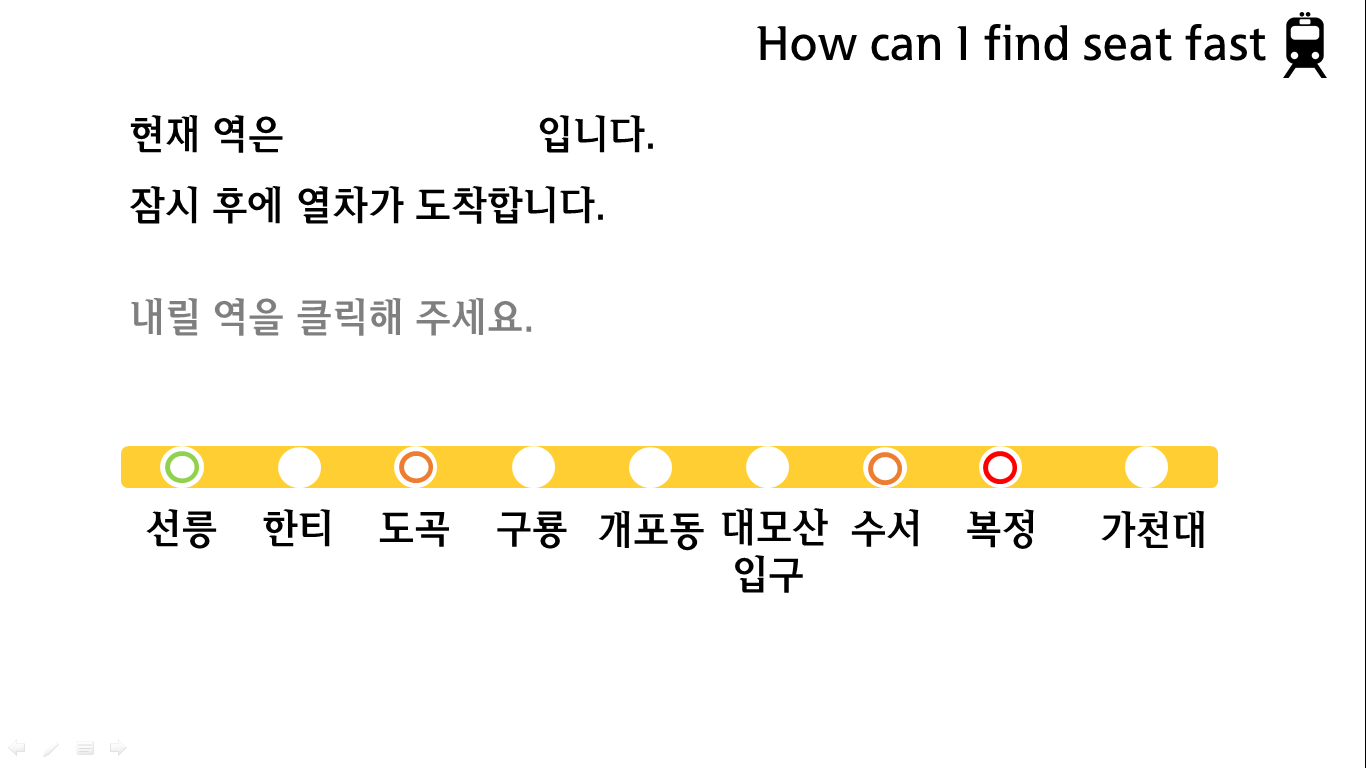 How can I find seat fast
현재 역은 입니다.
잠시 후에 열차가 도착합니다.
내릴 역을 클릭해 주세요.
선릉 한티 도곡 구룡 개포동 대모산 수서 복정 가천대
입구